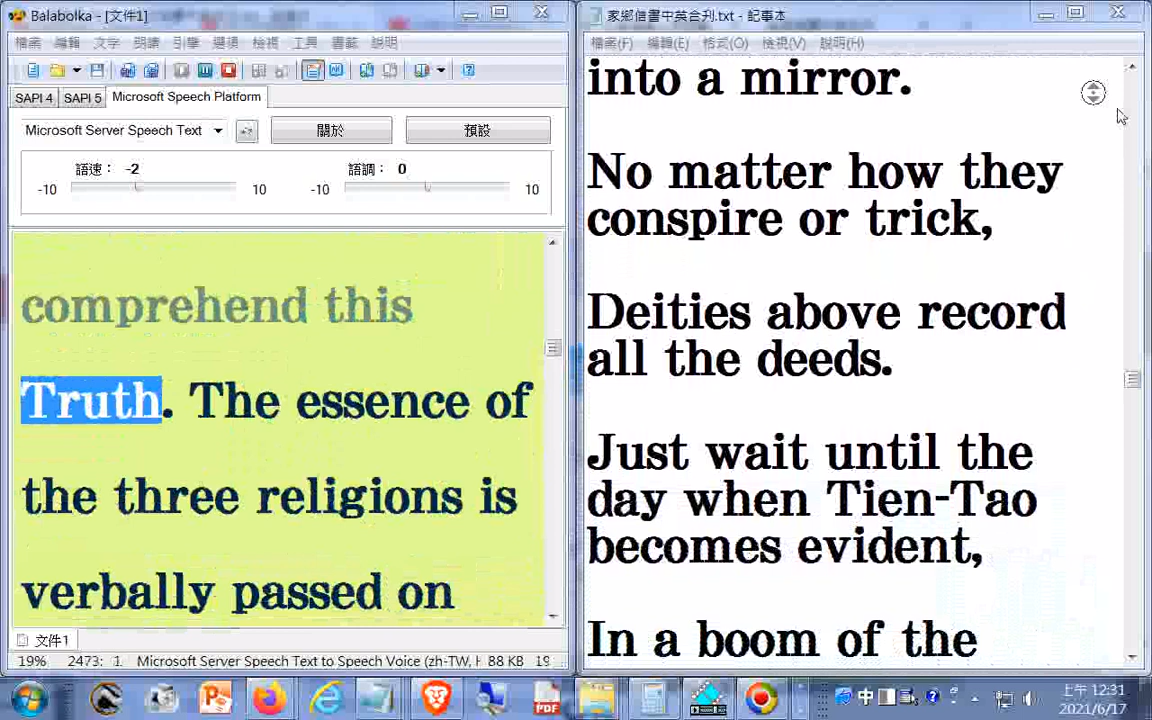 Balabolka - [文件1]
檔案 編輯 文字 朗讀 引擎 選項 檢視 工具 書籤 說明
SAPI 4 SAPI 5 Microsoft Speech Platform
Microsoft Server Speech Text 關於 預設
語速： -2 語調： 0
-10 10 -10 10
comprehend this
Truth. The essence of
the three religions is
verbally passed on
文件1
19% 2473: 1. Microsoft Server Speech Text to Speech Voice (zh-TW, H 88 KB 19
家鄉信書中英合刋.txt - 記事本
檔案(F) 編輯(E) 格式(O) 檢視(V) 說明(H)
into a mirror.
No matter how they
conspire or trick,
Deities above record
all the deeds.
Just wait until the
day when Tien-Tao
becomes evident,
In a boom of the
中
上午 12:31
2021/6/17